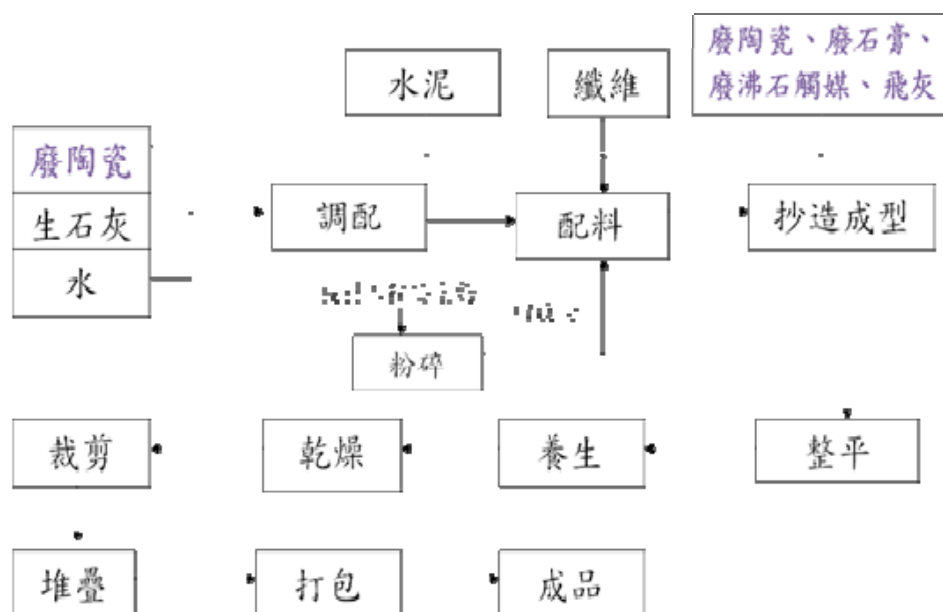 水泥
纖維
廢陶瓷、廢石膏、
廢沸石觸媒、飛灰
廢陶瓷
生石灰
水
調配
配料
抄造成型
粉碎
裁剪
乾燥
養生
整平
堆疊
打包
成品